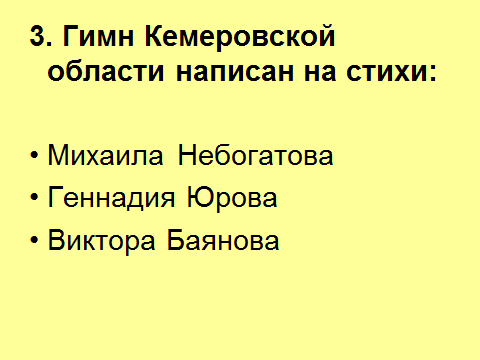 3. Гимн Кемеровской
области написан на стихи:
• Михаила Небогатова
• Геннадия Юрова
• Виктора Баянова